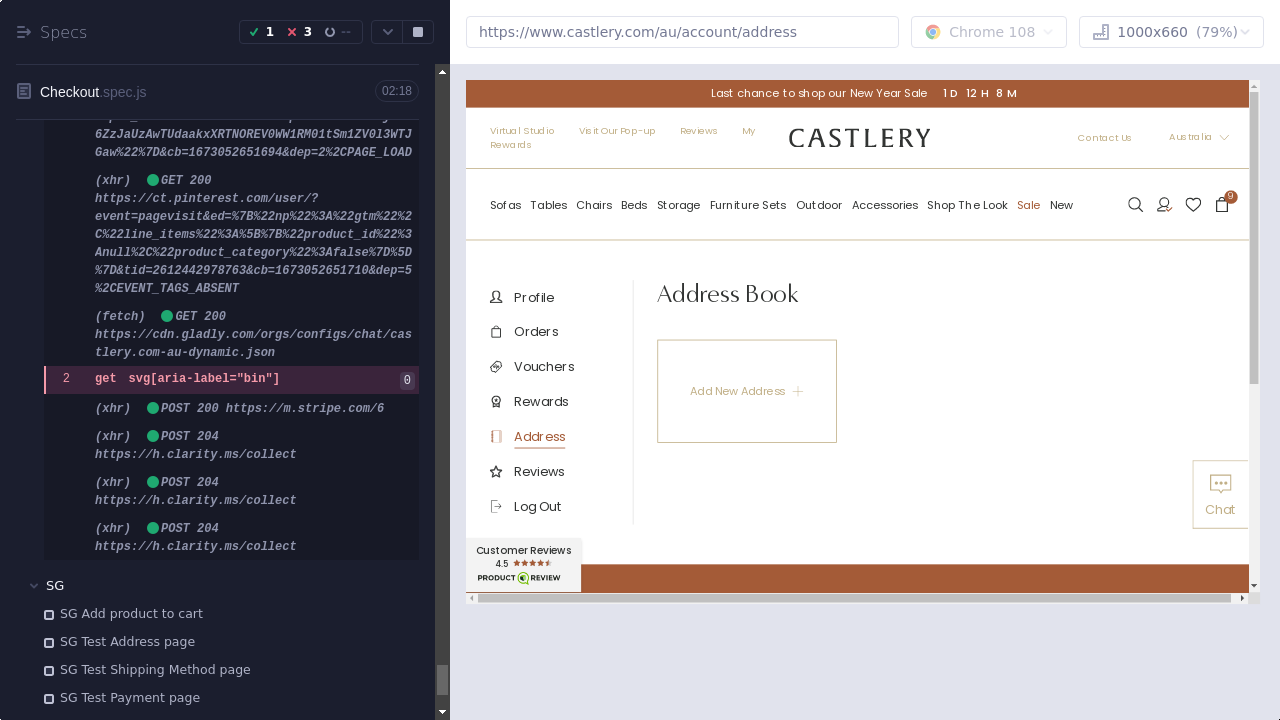 Specs
1
3
--
Checkout.spec.js
02:18
6ZzJaUzAwTUdaakxXRTNOREV0WW1RM01tSm1ZV0l3WTJ
Gaw%22%7D&cb=1673052651694&dep=2%2CPAGE_LOAD
(xhr) GET 200
https://ct.pinterest.com/user/?
event=pagevisit&ed=%7B%22np%22%3A%22gtm%22%2
C%22line_items%22%3A%5B%7B%22product_id%22%3
Anull%2C%22product_category%22%3Afalse%7D%5D
%7D&tid=2612442978763&cb=1673052651710&dep=5
%2CEVENT_TAGS_ABSENT
(fetch) GET 200
https://cdn.gladly.com/orgs/configs/chat/cas
tlery.com-au-dynamic.json
2 get svg[aria-label="bin"] 0
(xhr) POST 200 https://m.stripe.com/6
(xhr) POST 204
https://h.clarity.ms/collect
(xhr) POST 204
https://h.clarity.ms/collect
(xhr) POST 204
https://h.clarity.ms/collect
SG
SG Add product to cart
SG Test Address page
SG Test Shipping Method page
SG Test Payment page
https://www.castlery.com/au/account/address
Chrome 108
1000x660 (79%)
Last chance to shop our New Year Sale 1 D 12 H 8 M
Virtual Studio Visit Our Pop-up Reviews My
Rewards
CASTLERY
Contact Us
Australia
Sofas Tables Chairs Beds Storage Furniture Sets Outdoor Accessories Shop The Look Sale New
9
Profile
Orders
Vouchers
Rewards
Address
Reviews
Log Out
Address Book
Add New Address
Chat
Customer Reviews
4.5
PRODUCT REVIEW